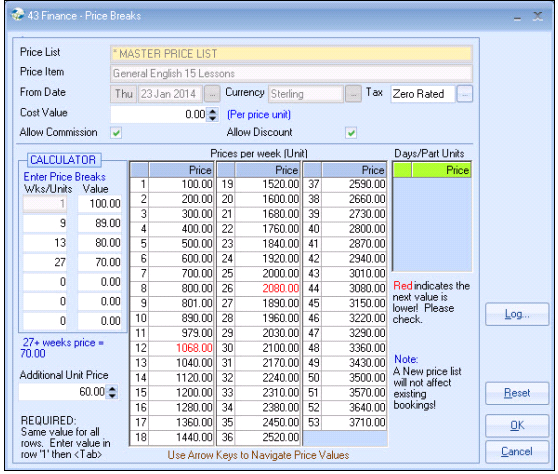 43 Finance - Price Breaks
Price List * MASTER PRICE LIST
Price Item General English 15 Lessons
From Date Thu 23 Jan 2014 ... Currency Sterling ... Tax Zero Rated ...
Cost Value 0.00 (Per price unit)
Allow Commission Allow Discount
CALCULATOR
Enter Price Breaks
Wks/Units Value
1 100.00
9 89.00
13 80.00
27 70.00
0 0.00
0 0.00
0 0.00
27+ weeks price =
70.00
Additional Unit Price
60.00
REQUIRED:
Same value for all
rows. Enter value in
row '1' then <Tab>
Prices per week (Unit)
Price Price Price
1 100.00 19 1520.00 37 2590.00
2 200.00 20 1600.00 38 2660.00
3 300.00 21 1680.00 39 2730.00
4 400.00 22 1760.00 40 2800.00
5 500.00 23 1840.00 41 2870.00
6 600.00 24 1920.00 42 2940.00
7 700.00 25 2000.00 43 3010.00
8 800.00 26 2080.00 44 3080.00
9 801.00 27 1890.00 45 3150.00
10 890.00 28 1960.00 46 3220.00
11 979.00 29 2030.00 47 3290.00
12 1068.00 30 2100.00 48 3360.00
13 1040.00 31 2170.00 49 3430.00
14 1120.00 32 2240.00 50 3500.00
15 1200.00 33 2310.00 51 3570.00
16 1280.00 34 2380.00 52 3640.00
17 1360.00 35 2450.00 53 3710.00
18 1440.00 36 2520.00
Use Arrow Keys to Navigate Price Values
Days/Part Units
Price
Red indicates the
next value is
lower! Please
check.
Note:
A New price list
will not affect
existing
bookings!
Log...
Reset
OK
Cancel